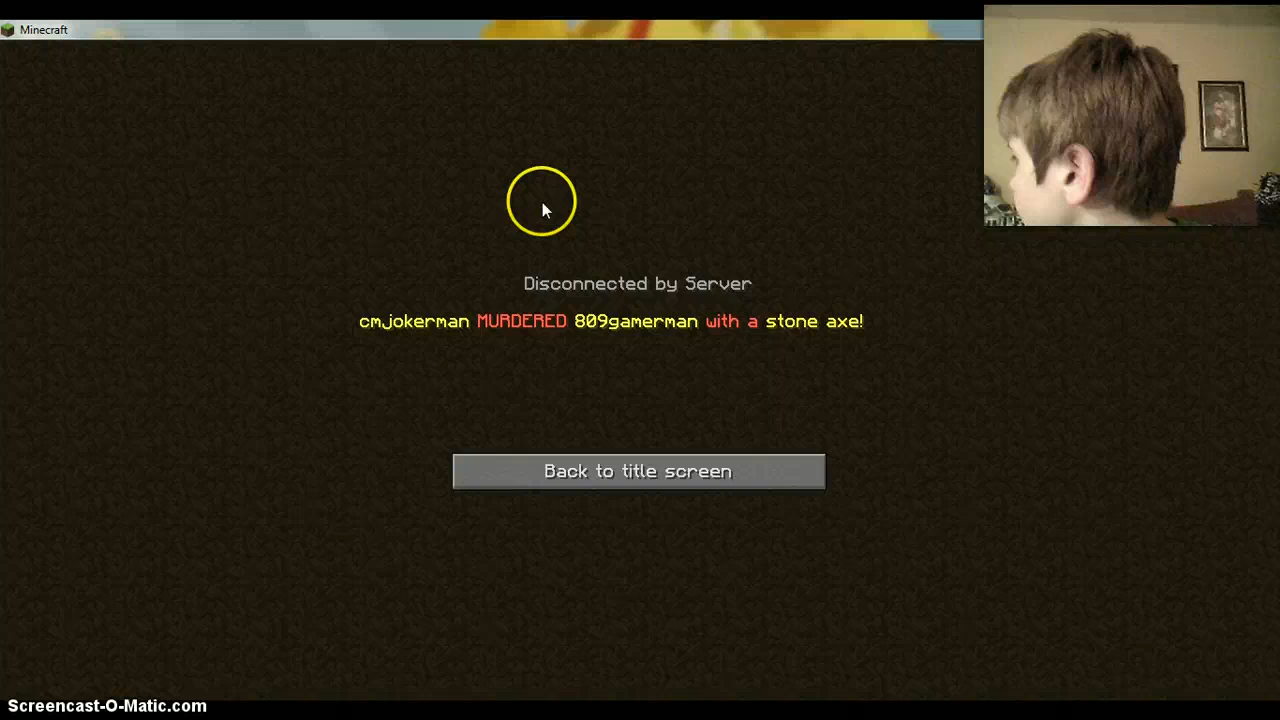 Minecraft
Disconnected by Server
cmjokerman MURDERED 809gamerman with a stone axe!
Back to title screen
Screencast-O-Matic.com